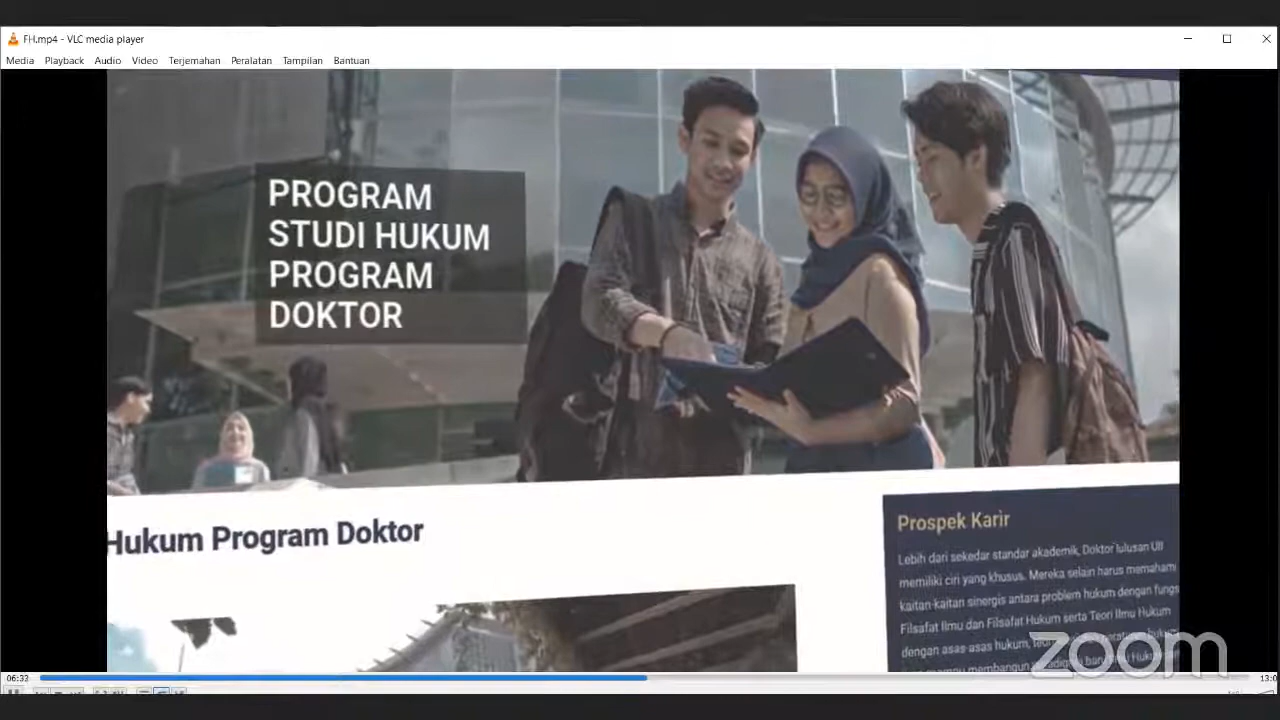 FH.mp4 - VLC media player
Media Playback Audio Video Terjemahan Peralatan Tampilan Bantuan
PROGRAM
STUDI HUKUM
PROGRAM
DOKTOR
Hukum Program Doktor
Prospek Karir
Lebih dari sekedar standar akademik, Doktor lulusan UII
memiliki ciri yang khusus. Mereka selain harus memahami
kaitan-kaitan sinergis antara problem hukum dengan fungs
Filsafat Ilmu dan Filsafat Hukum serta Teori Ilmu Hukum
dengan asas-asas hukum,
membangun
zoom
06:32